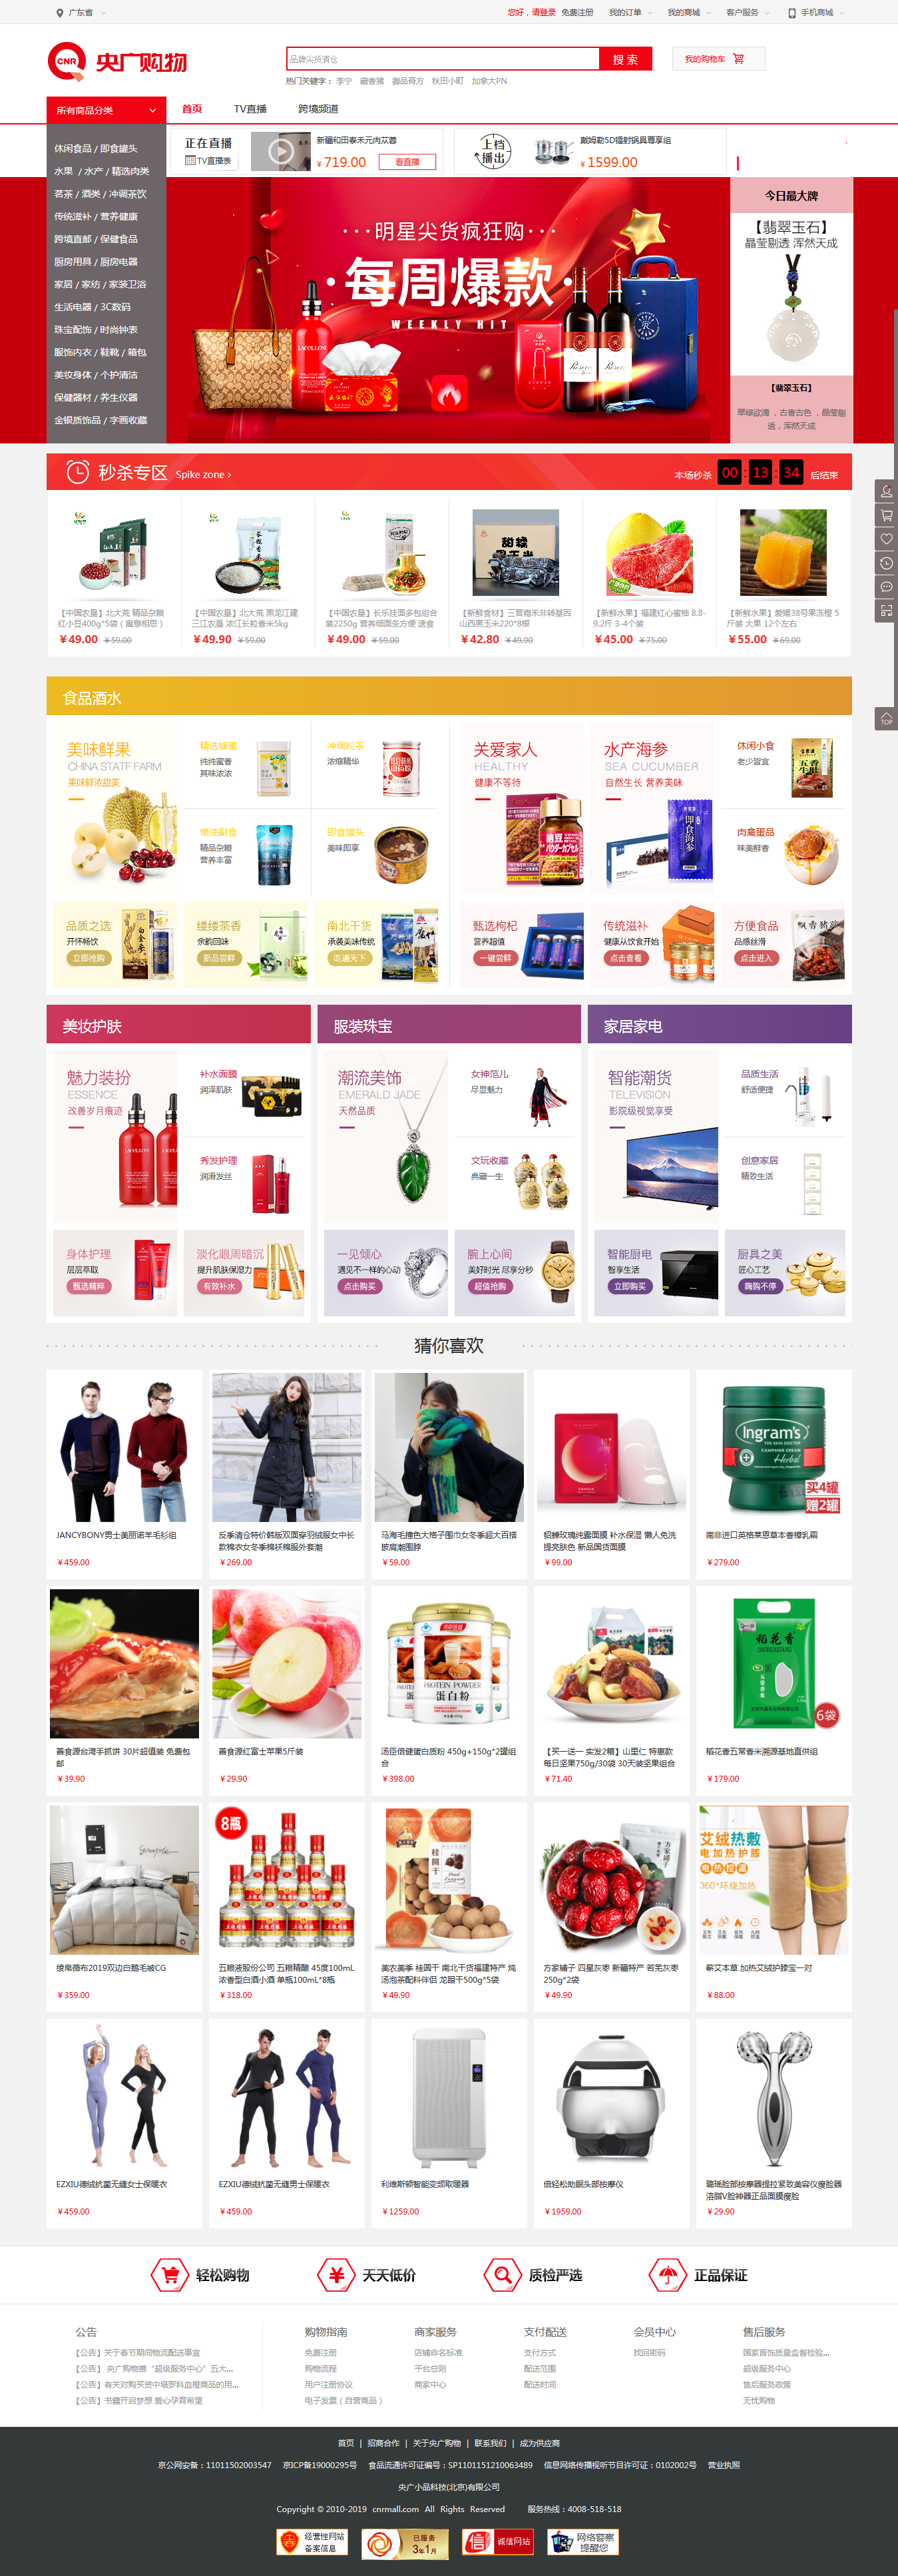 广东省
您好，请登录 免费注册 我的订单 我的商城 客户服务 手机商城
CNR 央广购物
品牌尖货清仓 搜 索
我的购物车
热门关键字： 李宁 藏香猪 御品膏方 秋田小町 加拿大PN
所有商品分类 首页 TV直播 跨境频道
休闲食品 / 即食罐头
水果 / 水产 / 精选肉类
茗茶 / 酒类 / 冲调茶饮
传统滋补 / 营养健康
跨境直邮 / 保健食品
厨房用具 / 厨房电器
家居 / 家纺 / 家装卫浴
生活电器 / 3C数码
珠宝配饰 / 时尚钟表
服饰内衣 / 鞋靴 / 箱包
美妆身体 / 个护清洁
保健器材 / 养生仪器
金银质饰品 / 字画收藏
正在直播
TV直播表
新疆和田泰禾元肉苁蓉
¥ 719.00 看直播
上档播出
戴姆勒5D镭射锅具尊享组
¥ 1599.00
···明星尖货疯狂购···
·每周爆款·
WEEKLY HIT
今日最大牌
【翡翠玉石】
晶莹剔透 浑然天成
【翡翠玉石】
翠绿欲滴 ，古香古色 ，晶莹剔透，浑然天成
秒杀专区 Spike zone >
本场秒杀 00 : 13 : 34 后结束
【中国农垦】北大荒 精品杂粮 红小豆400g*5袋（寓意相思）
¥ 49.00 ¥ 59.00
【中国农垦】北大荒 黑龙江建三江农垦 浓江长粒香米5kg
¥ 49.90 ¥ 59.00
【中国农垦】长乐挂面多包组合装2250g 营养细面条方便 速食
¥ 49.00 ¥ 59.00
【新鲜食材】三营糯禾非转基因山西黑玉米220*8根
¥ 42.80 ¥ 49.90
【新鲜水果】福建红心蜜柚 8.8-9.2斤 3-4个装
¥ 45.00 ¥ 75.00
【新鲜水果】爱媛38号果冻橙 5斤装 大果 12个左右
¥ 55.00 ¥ 69.00
TOP
食品酒水
美味鲜果
CHINA STATF FARM
果味鲜浓甜美
精选蜂蜜
纯纯蜜香
其味浓浓
冲调粉茶
浓缩精华
粮油副食
精品杂粮
营养丰富
即食罐头
美味即享
关爱家人
HEALTHY
健康不等待
水产海参
SEA CUCUMBER
自然生长 营养美味
休闲小食
老少皆宜
肉禽蛋品
味美鲜香
品质之选
开怀畅饮
立即抢购
缕缕茶香
余韵回味
新品尝鲜
南北干货
承袭美味传统
吃遍天下
甄选枸杞
营养超值
一键尝鲜
传统滋补
健康从饮食开始
点击查看
方便食品
品感丝滑
点击进入
美妆护肤
魅力装扮
ESSENCE
改善岁月痕迹
补水面膜
润泽肌肤
秀发护理
润滑发丝
身体护理
层层萃取
甄选精粹
淡化眼周暗沉
提升肌肤保湿力
有效补水
服装珠宝
潮流美饰
EMERALD JADE
天然品质
女神范儿
尽显魅力
文玩收藏
典藏一生
一见倾心
遇见不一样的心动
点击购买
腕上心间
美好时光 尽享分秒
超值抢购
家居家电
智能潮货
TELEVISION
影院级视觉享受
品质生活
舒适便捷
创意家居
精致生活
智能厨电
智享生活
立即购买
厨具之美
匠心工艺
嗨购不停
猜你喜欢
JANCYBONY男士美丽诺羊毛衫组
¥ 459.00
反季清仓特价韩版双面穿羽绒服女中长款棉衣女冬季棉袄棉服外套潮
¥ 269.00
马海毛撞色大格子围巾女冬季超大百搭披肩潮围脖
¥ 59.00
貂蝉玫瑰纯露面膜 补水保湿 懒人免洗提亮肤色 新品国货面膜
¥ 99.00
Ingram's
CAMPHOR CREAM
Herbal
买4罐
赠2罐
南非进口英格莱恩草本香樟乳霜
¥ 279.00
善食源台湾手抓饼 30片超值装 免费包邮
¥ 39.90
善食源红富士苹果5斤装
¥ 29.90
PROTEIN POWDER
蛋白粉
汤臣倍健蛋白质粉 450g+150g*2罐组合
¥ 398.00
【买一送一 实发2箱】山里仁 特惠款每日坚果750g/30袋 30天装坚果组合
¥ 71.40
稻花香
6袋
稻花香五常香米溯源基地直供组
¥ 179.00
绫帛薇布2019双边白鹅毛被CG
¥ 359.00
8瓶
五粮液股份公司 五粮精酿 45度100mL浓香型白酒小酒 单瓶100mL*8瓶
¥ 318.00
桂圆干
美农美季 桂圆干 南北干货福建特产 炖汤泡茶配料伴侣 龙眼干500g*5袋
¥ 49.90
方家铺子 四星灰枣 新疆特产 若羌灰枣250g*2袋
¥ 49.90
艾绒热敷
电加热护膝
电热控温
360°环绕加热
蕲艾本草 加热艾绒护膝宝一对
¥ 88.00
EZXIU德绒抗菌无缝女士保暖衣
¥ 459.00
EZXIU德绒抗菌无缝男士保暖衣
¥ 459.00
利维斯顿智能变频取暖器
¥ 1259.00
倍轻松助眠头部按摩仪
¥ 1959.00
璐瑶脸部按摩器提拉紧致美容仪瘦脸器溶脂V脸神器正品面膜瘦脸
¥ 29.90
轻松购物 天天低价 质检严选 正品保证
公告
【公告】关于春节期间物流配送事宜
【公告】央广购物推“超级服务中心”五大...
【公告】有关对购买资中塔罗科血橙商品的用...
【公告】书籍开启梦想 爱心孕育希望
购物指南
免费注册
购物流程
用户注册协议
电子发票（自营商品）
商家服务
店铺命名标准
平台总则
商家中心
支付配送
支付方式
配送范围
配送时间
会员中心
找回密码
售后服务
国家首饰质量监督检验...
超级服务中心
售后服务政策
无忧购物
首页 | 招商合作 | 关于央广购物 | 联系我们 | 成为供应商
京公网安备：11011502003547 京ICP备19000295号 食品流通许可证编号：SP1101151210063489 信息网络传播视听节目许可证：0102002号 营业执照
央广小品科技(北京)有限公司
Copyright © 2010-2019 cnrmall.com All Rights Reserved 服务热线：4008-518-518
经营性网站备案信息
已服务3年1月
诚信网站
网络警察提醒您